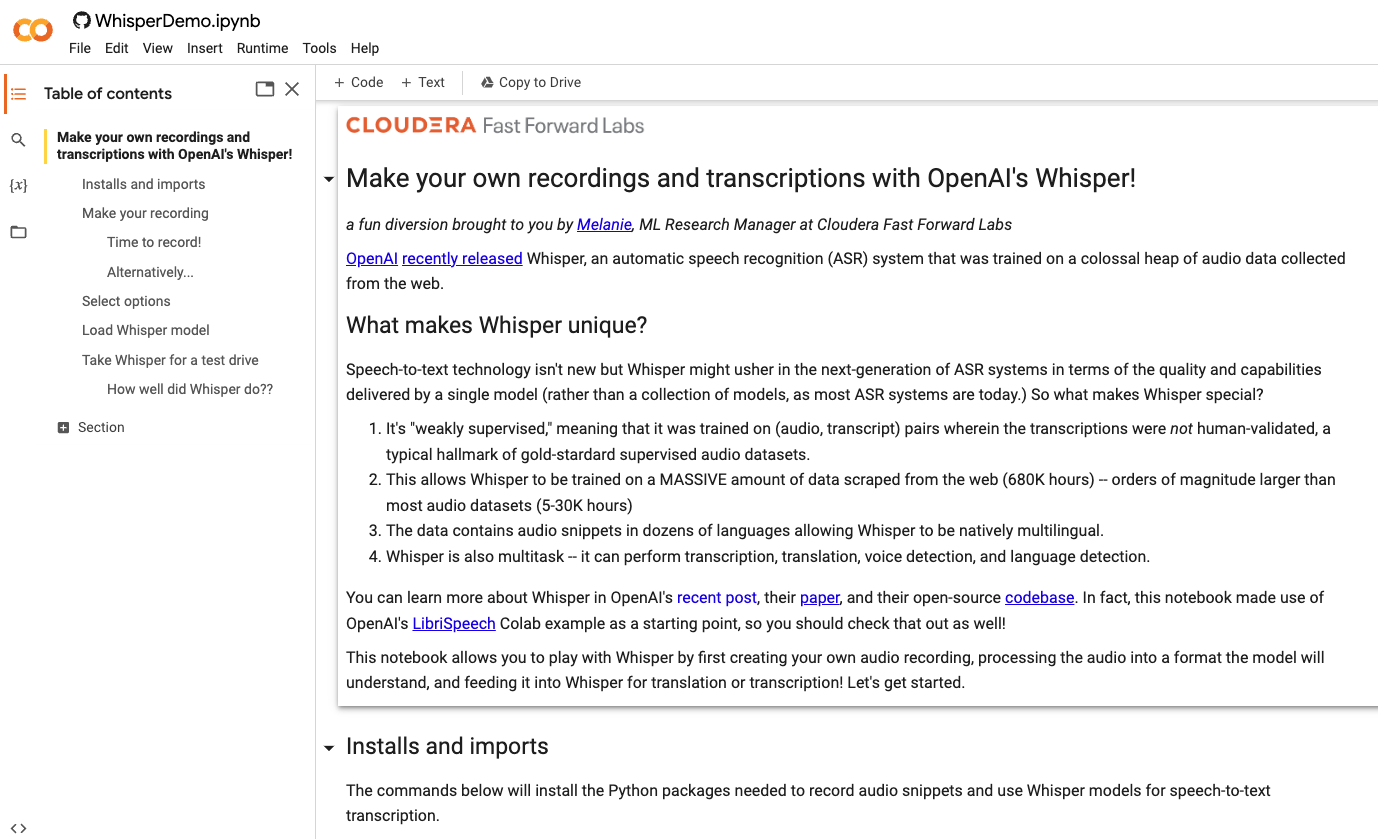 WhisperDemo.ipynb
File Edit View Insert Runtime Tools Help
Table of contents
Make your own recordings and
transcriptions with OpenAI's Whisper!
Installs and imports
Make your recording
Time to record!
Alternatively...
Select options
Load Whisper model
Take Whisper for a test drive
How well did Whisper do??
Section
{x}
<>
+ Code + Text Copy to Drive
CLOUDERA Fast Forward Labs
Make your own recordings and transcriptions with OpenAI's Whisper!
a fun diversion brought to you by Melanie, ML Research Manager at Cloudera Fast Forward Labs
OpenAI recently released Whisper, an automatic speech recognition (ASR) system that was trained on a colossal heap of audio data collected
from the web.
What makes Whisper unique?
Speech-to-text technology isn't new but Whisper might usher in the next-generation of ASR systems in terms of the quality and capabilities
delivered by a single model (rather than a collection of models, as most ASR systems are today.) So what makes Whisper special?
1. It's "weakly supervised," meaning that it was trained on (audio, transcript) pairs wherein the transcriptions were not human-validated, a
typical hallmark of gold-stardard supervised audio datasets.
2. This allows Whisper to be trained on a MASSIVE amount of data scraped from the web (680K hours) -- orders of magnitude larger than
most audio datasets (5-30K hours)
3. The data contains audio snippets in dozens of languages allowing Whisper to be natively multilingual.
4. Whisper is also multitask -- it can perform transcription, translation, voice detection, and language detection.
You can learn more about Whisper in OpenAI's recent post, their paper, and their open-source codebase. In fact, this notebook made use of
OpenAI's LibriSpeech Colab example as a starting point, so you should check that out as well!
This notebook allows you to play with Whisper by first creating your own audio recording, processing the audio into a format the model will
understand, and feeding it into Whisper for translation or transcription! Let's get started.
Installs and imports
The commands below will install the Python packages needed to record audio snippets and use Whisper models for speech-to-text
transcription.